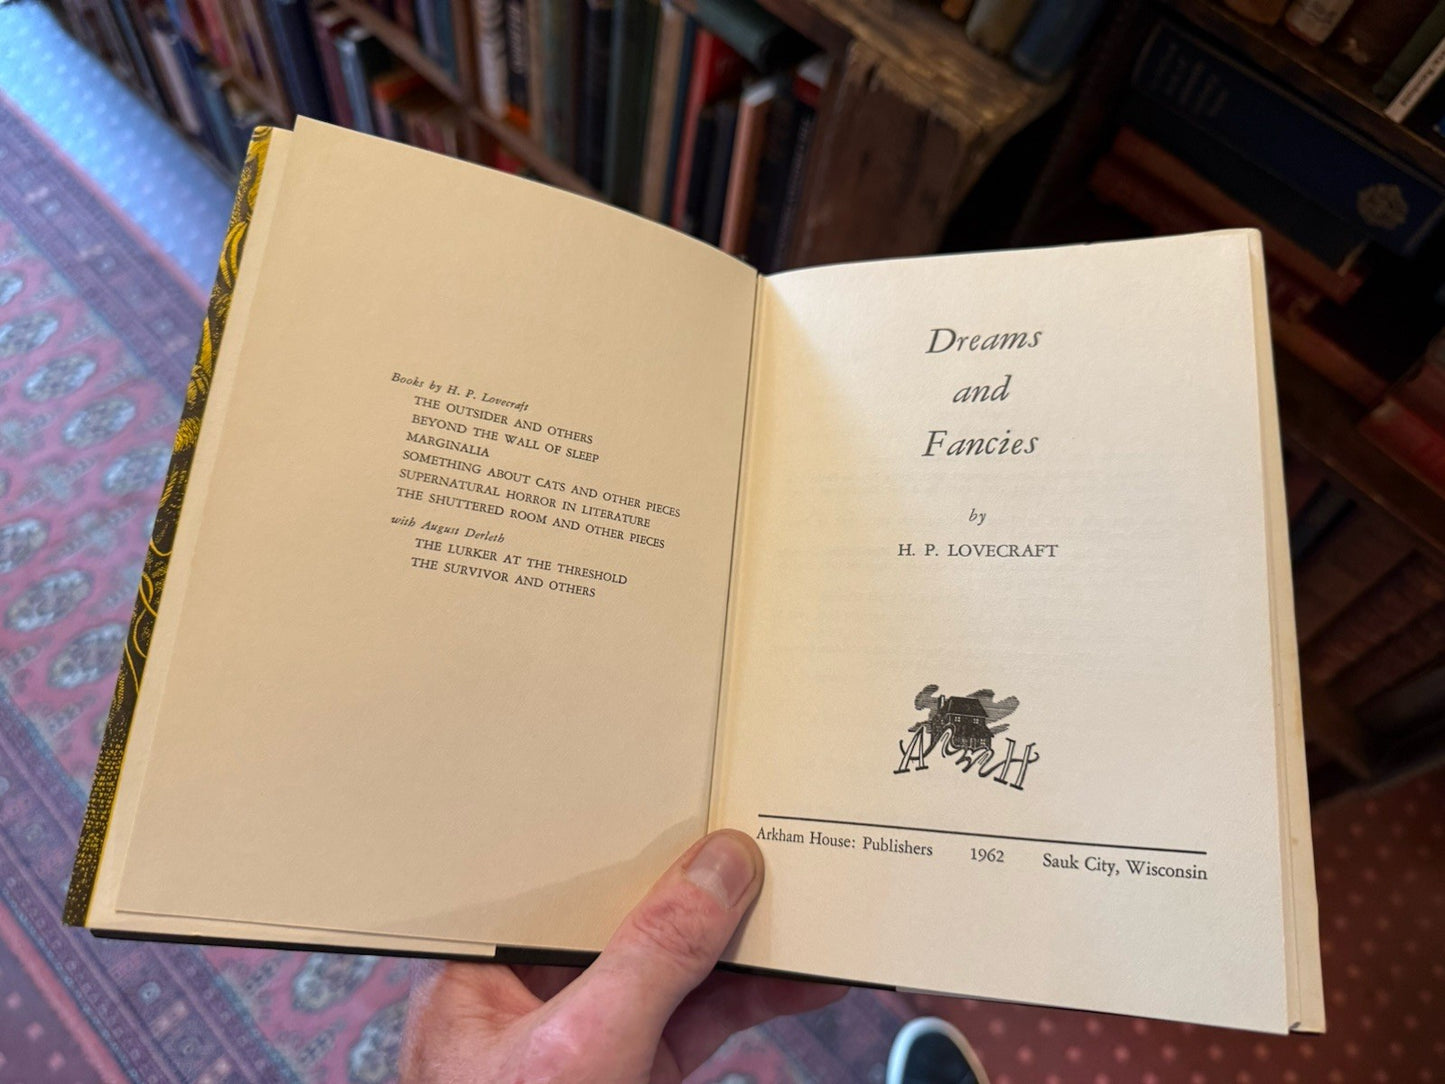 Books by H. P. Lovecraft
THE OUTSIDER AND OTHERS
BEYOND THE WALL OF SLEEP
MARGINALIA
SOMETHING ABOUT CATS AND OTHER PIECES
SUPERNATURAL HORROR IN LITERATURE
THE SHUTTERED ROOM AND OTHER PIECES
with August Derleth
THE LURKER AT THE THRESHOLD
THE SURVIVOR AND OTHERS
Dreams
and
Fancies
by
H. P. LOVECRAFT
Arkham House: Publishers 1962 Sauk City, Wisconsin